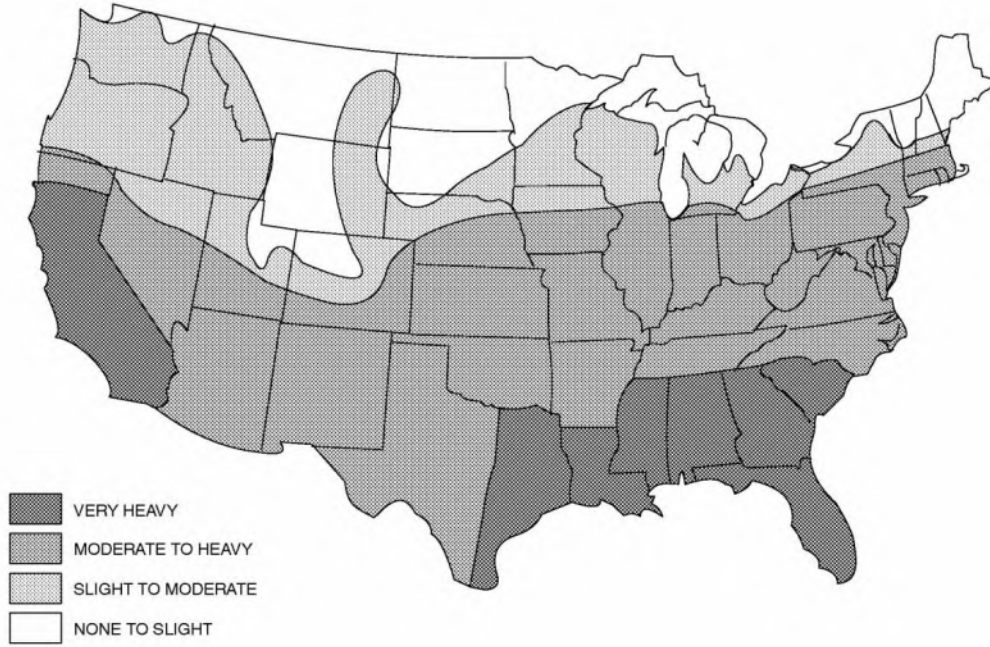 VERY HEAVY
MODERATE TO HEAVY
SLIGHT TO MODERATE
NONE TO SLIGHT